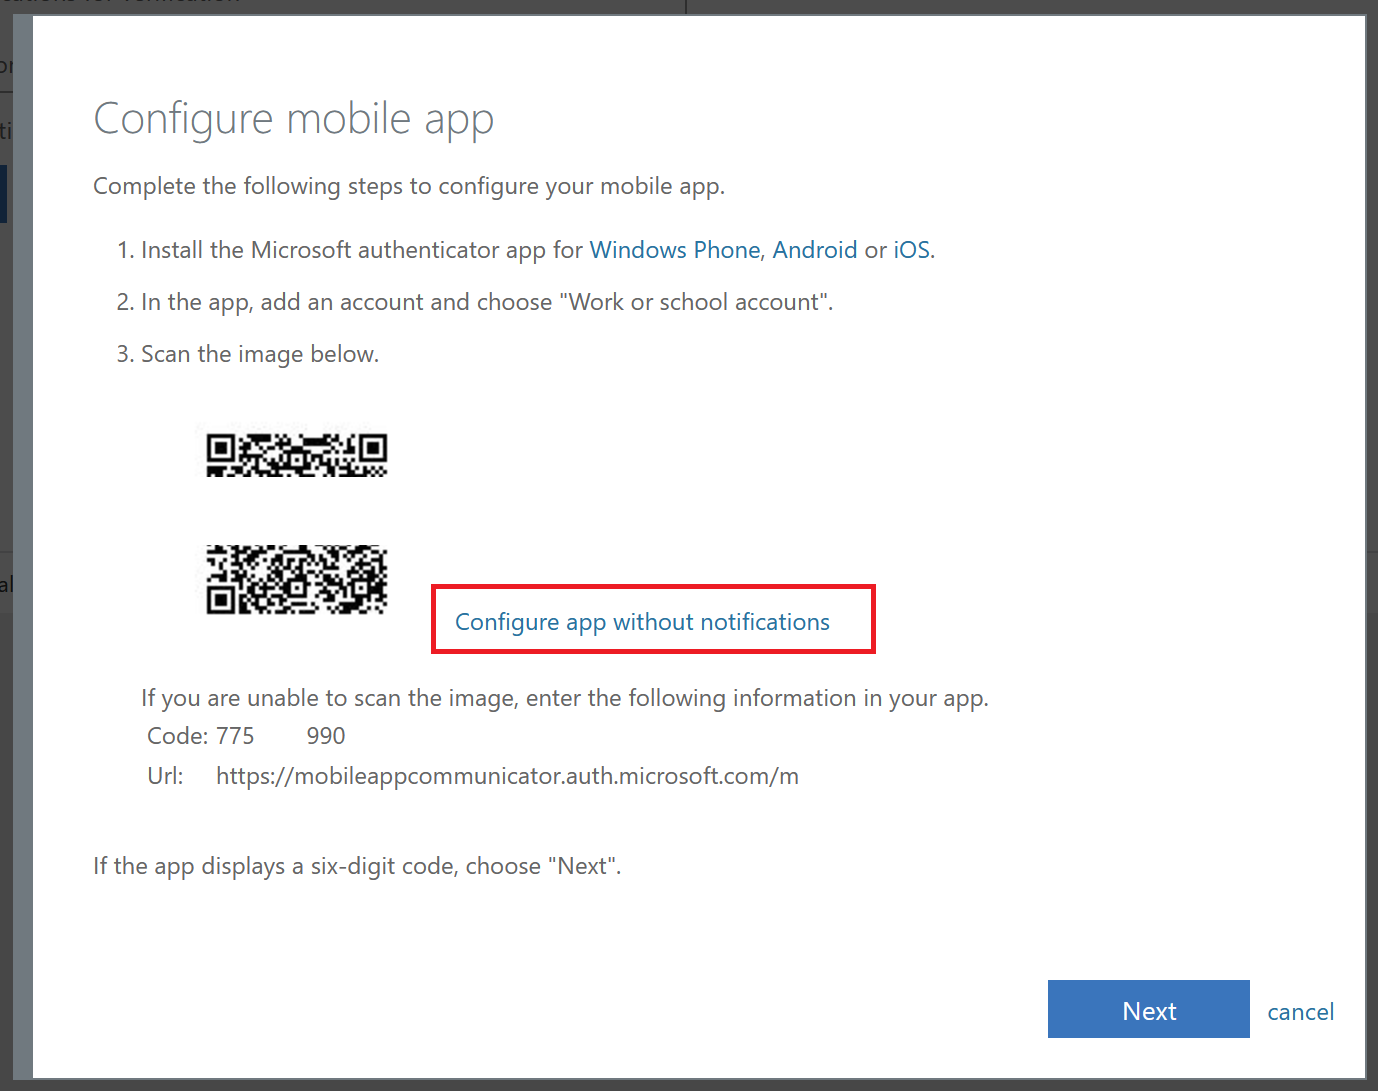 Configure mobile app
Complete the following steps to configure your mobile app.
1. Install the Microsoft authenticator app for Windows Phone, Android or iOS.
2. In the app, add an account and choose "Work or school account".
3. Scan the image below.
Configure app without notifications
If you are unable to scan the image, enter the following information in your app.
Code: 775 990
Url: https://mobileappcommunicator.auth.microsoft.com/m
If the app displays a six-digit code, choose "Next".
Next cancel